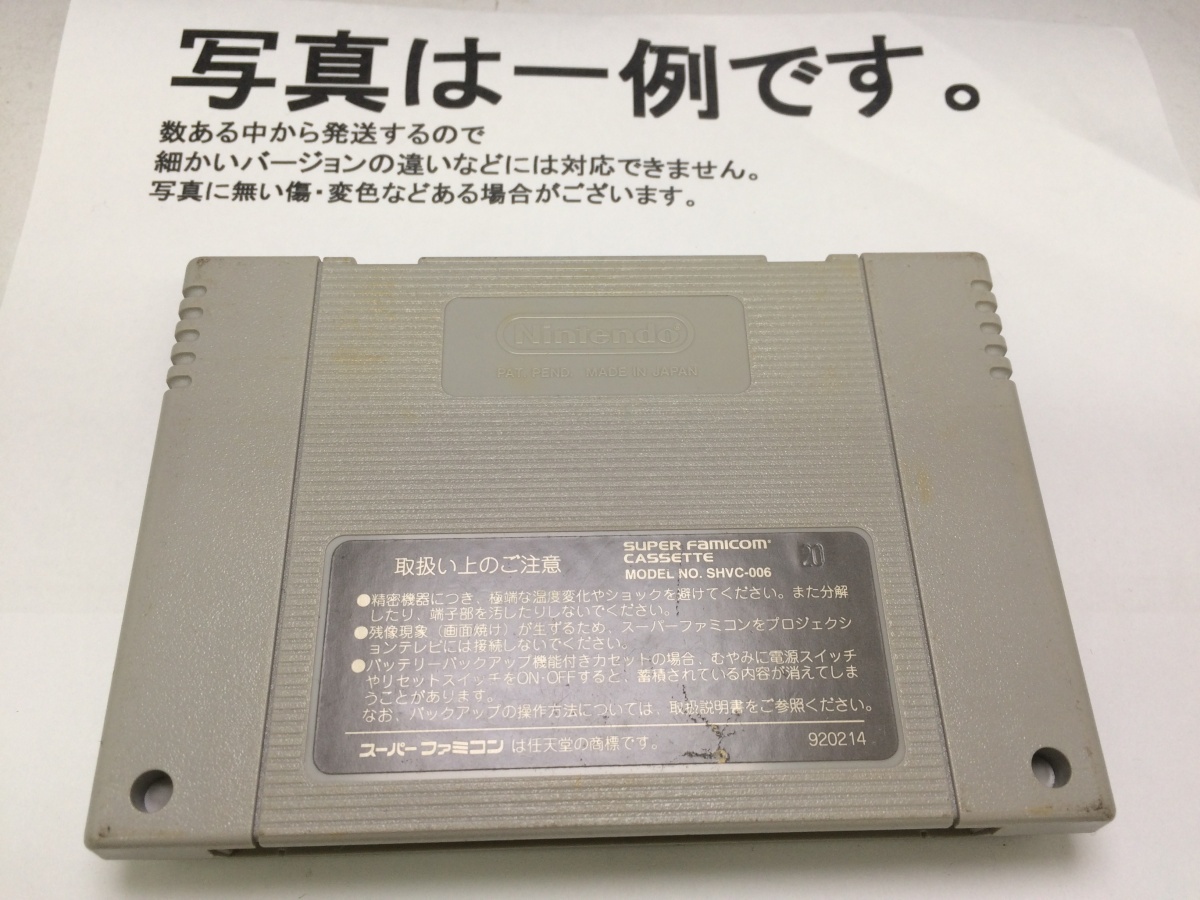 写真は一例です。
数ある中から発送するので
細かいバージョンの違いなどには対応できません。
写真に無い傷・変色などある場合がございます。
Nintendo
PAT. PEND. MADE IN JAPAN
取扱い上のご注意
SUPER FAMICOM
CASSETTE
MODEL NO. SHVC-006
20
●精密機器につき、極端な温度変化やショックを避けてください。また分解
したり、端子部を汚したりしないでください。
●残像現象(画面焼け)が生ずるため、スーパーファミコンをプロジェクシ
ョンテレビには接続しないでください。
●バッテリーバックアップ機能付きカセットの場合、むやみに電源スイッチ
やリセットスイッチをON・OFFすると、蓄積されている内容が消えてしま
うことがあります。
なお、バックアップの操作方法については、取扱説明書をご参照ください。
スーパーファミコンは任天堂の商標です。
920214